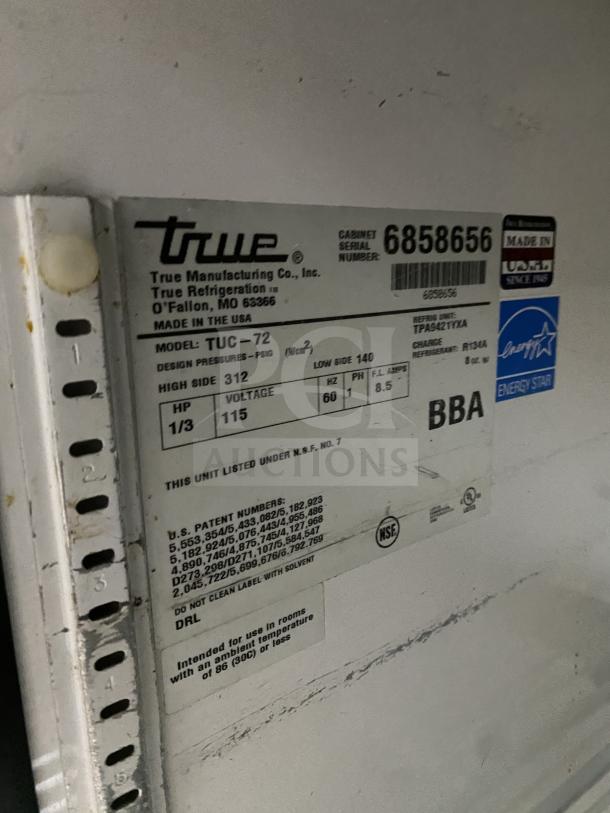 true®
True Manufacturing Co., Inc.
True Refrigeration ™
O'Fallon, MO 63366
MADE IN THE USA
CABINET SERIAL NUMBER: 6858656
6858656
MODEL: TUC-72
REFRIG UNIT: TPA9421YXA
DESIGN PRESSURES-PSIG (N/cm²)
CHARGE
REFRIGERANT: R134A
8 oz. w/
HIGH SIDE 312 LOW SIDE 140
HP VOLTAGE HZ PH F.L. AMPS
1/3 115 60 1 8.5
BBA
THIS UNIT LISTED UNDER N.S.F. NO. 7
U.S. PATENT NUMBERS:
5,553,354/5,433,082/5,182,923
5,182,924/5,076,443/4,955,486
4,890,746/4,875,745/4,127,968
D273,298/D271,107/5,584,547
2,045,722/5,699,676/6,792,769
DO NOT CLEAN LABEL WITH SOLVENT
DRL
NSF
UL
LISTED
Intended for use in rooms
with an ambient temperature
of 86 (30C) or less
MADE IN
U.S.A.
SINCE 1945
energy
ENERGY STAR
1
2
3
4
5
PCI
AUCTIONS